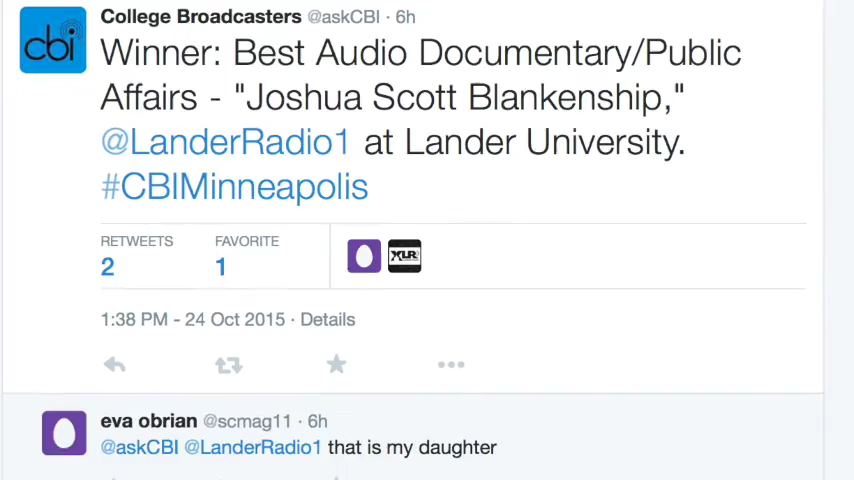 cbi
College Broadcasters @askCBI · 6h
Winner: Best Audio Documentary/Public
Affairs - "Joshua Scott Blankenship,"
@LanderRadio1 at Lander University.
#CBIMinneapolis
RETWEETS FAVORITE
2 1
XLR
1:38 PM - 24 Oct 2015 · Details
eva obrian @scmag11 · 6h
@askCBI @LanderRadio1 that is my daughter